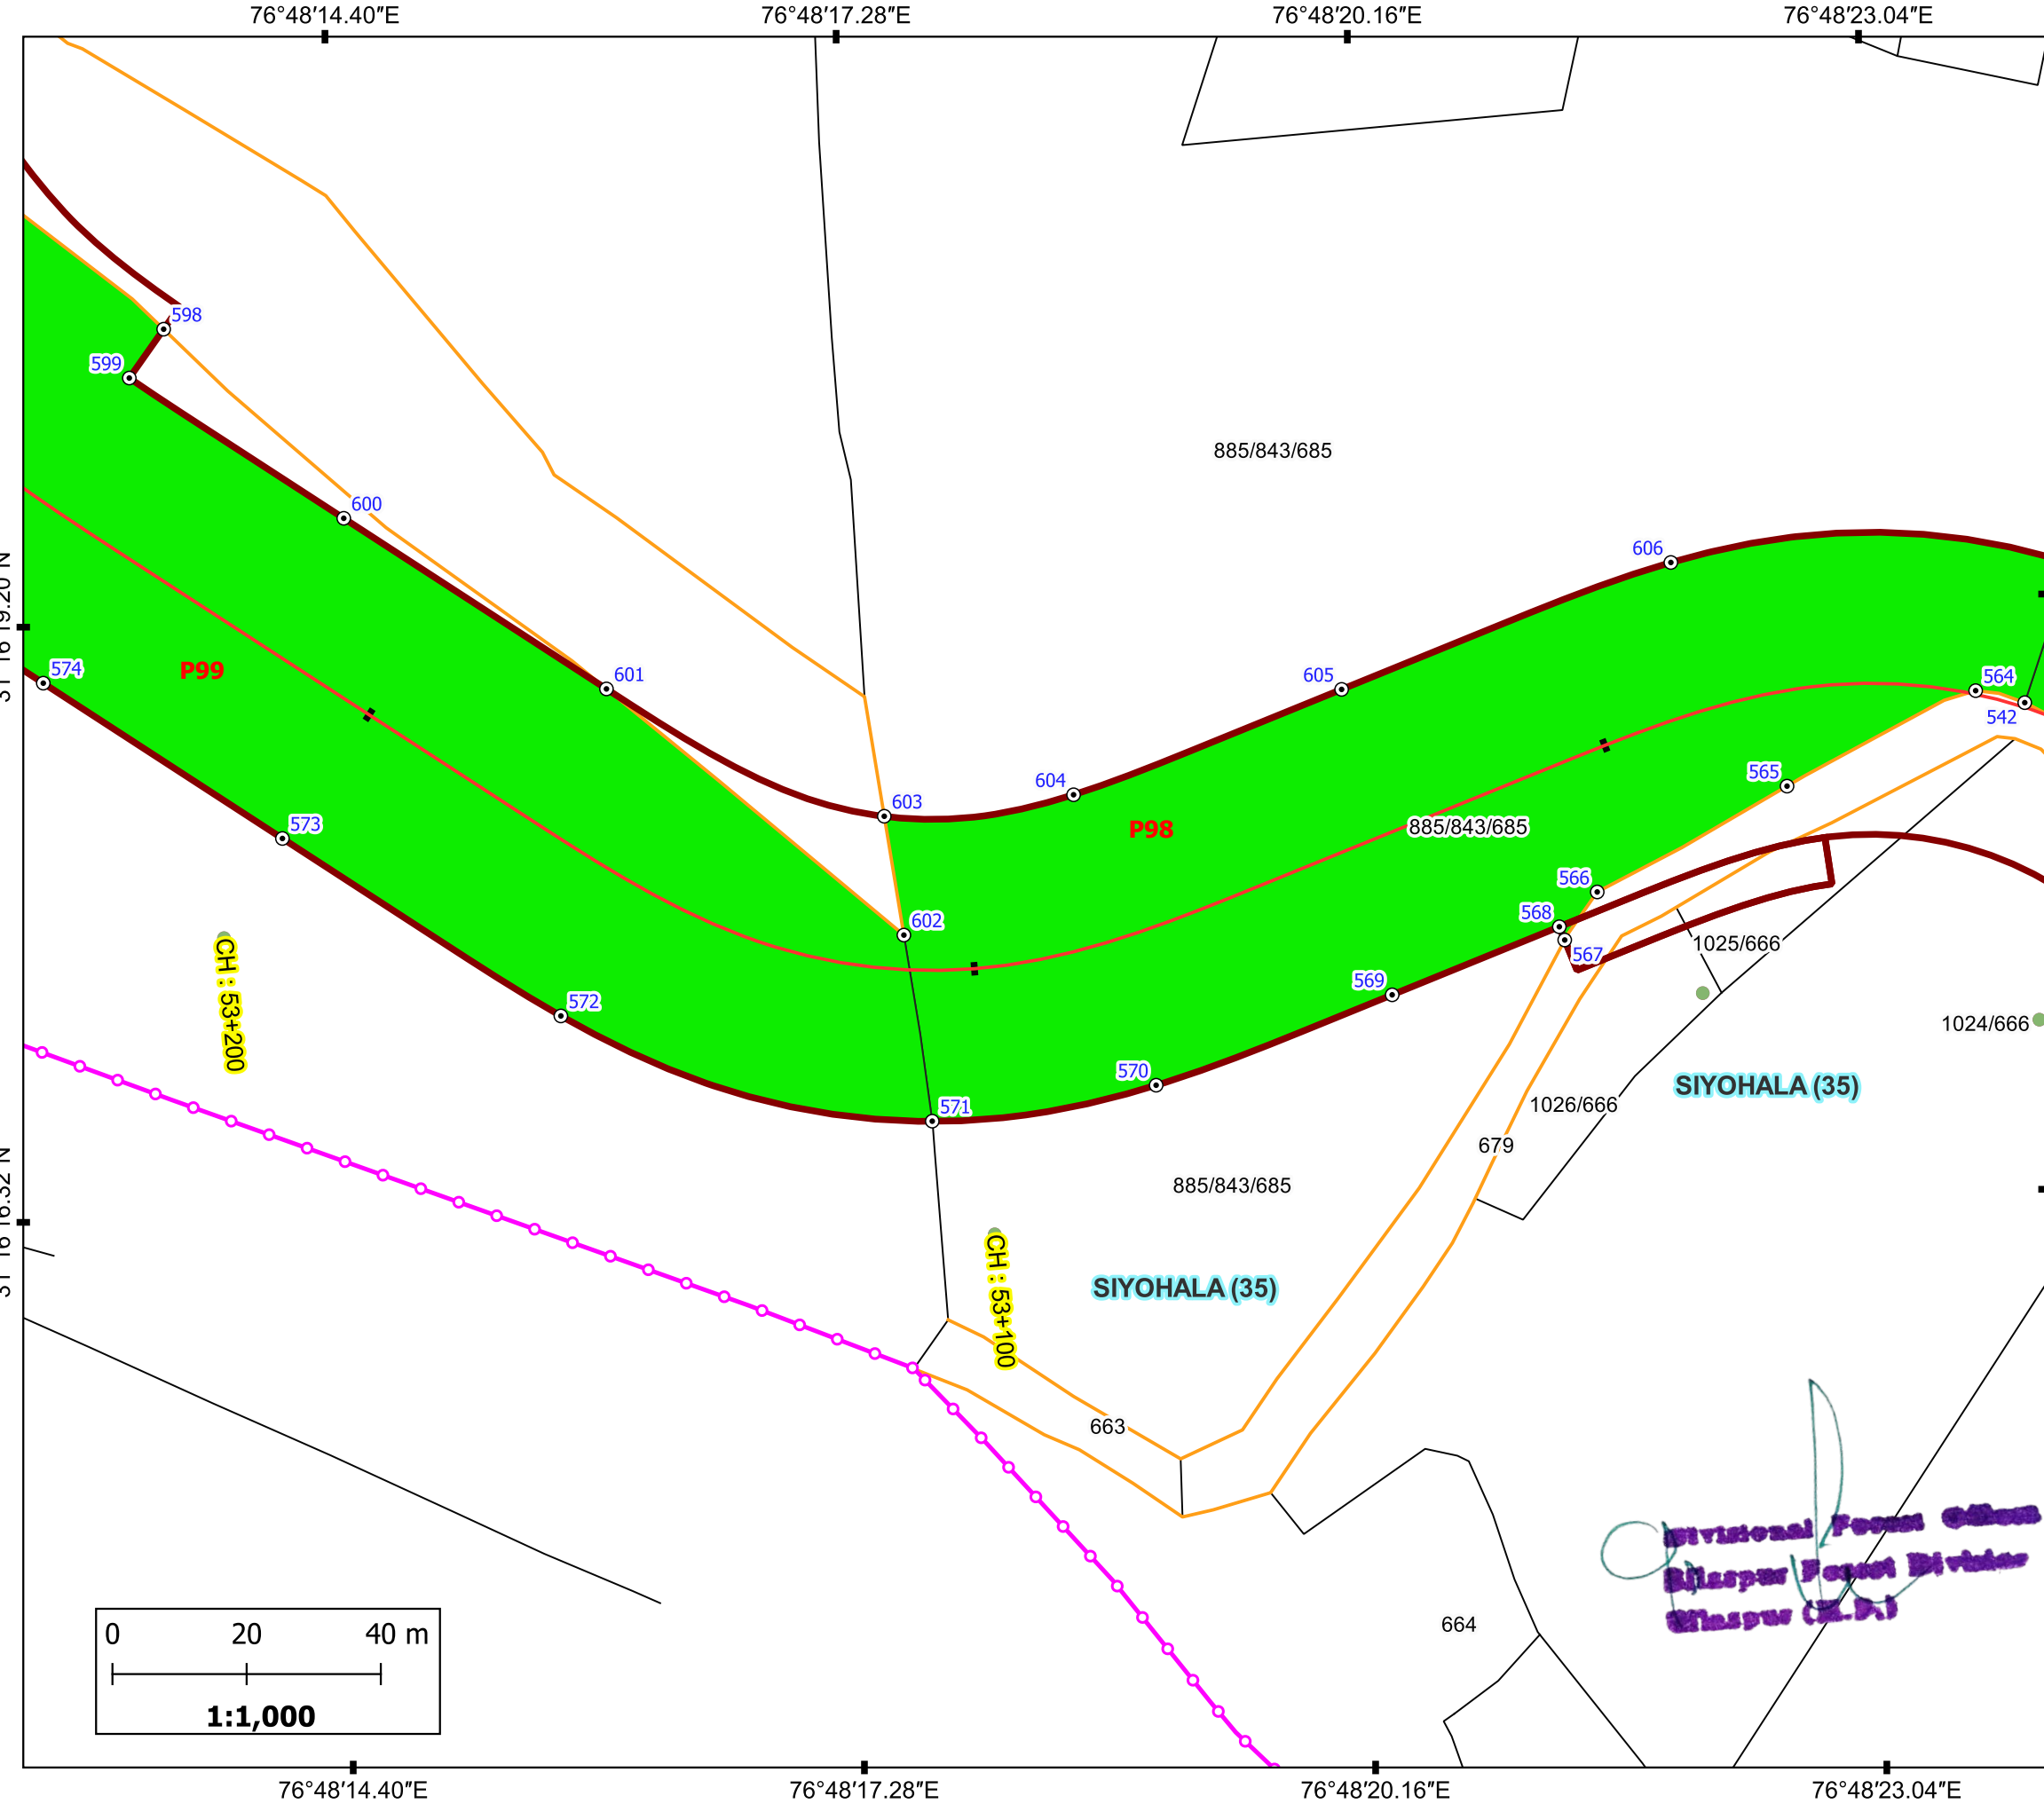 76°48'14.40"E 76°48'17.28"E 76°48'20.16"E 76°48'23.04"E
598
599
885/843/685
600
606
601
605
564
574
P99
542
565
604
603
P98
885/843/685
573
566
568
602
1025/666
567
CH : 53+200
569
572
1024/666
570
SIYOHALA (35)
571
1026/666
679
885/843/685
CH : 53+100
SIYOHALA (35)
663
Divisional Forest Officer
Bilaspur Forest Division
Bilaspur (H.P.)
664
0 20 40 m
1:1,000
76°48'14.40"E 76°48'17.28"E 76°48'20.16"E 76°48'23.04"E